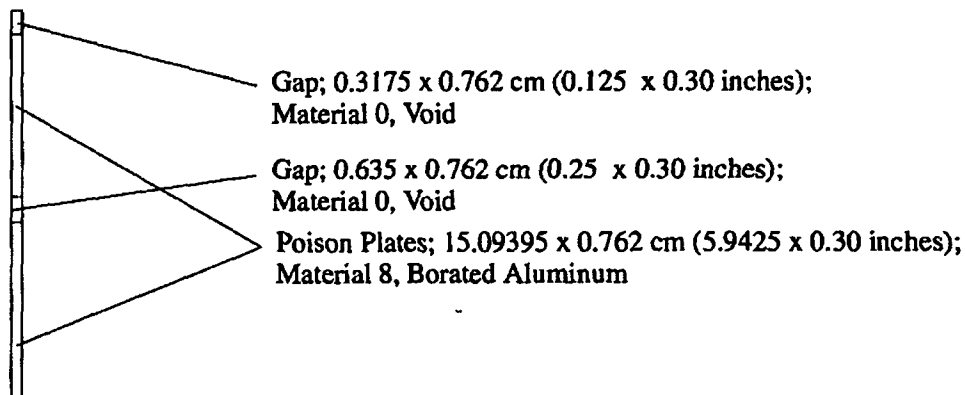 Gap; 0.3175 x 0.762 cm (0.125 x 0.30 inches);
Material 0, Void
Gap; 0.635 x 0.762 cm (0.25 x 0.30 inches);
Material 0, Void
Poison Plates; 15.09395 x 0.762 cm (5.9425 x 0.30 inches);
Material 8, Borated Aluminum